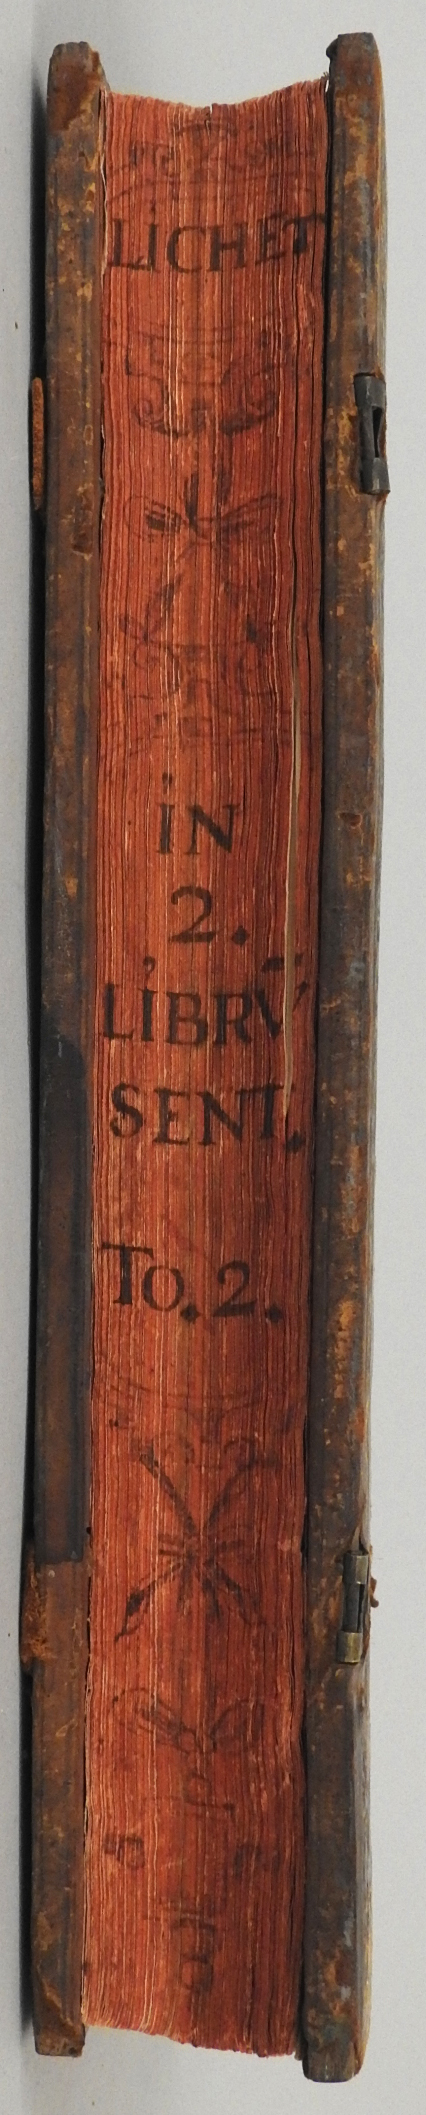 LiCHET
iN
2.
LiBRV̄
SENT.
To. 2.